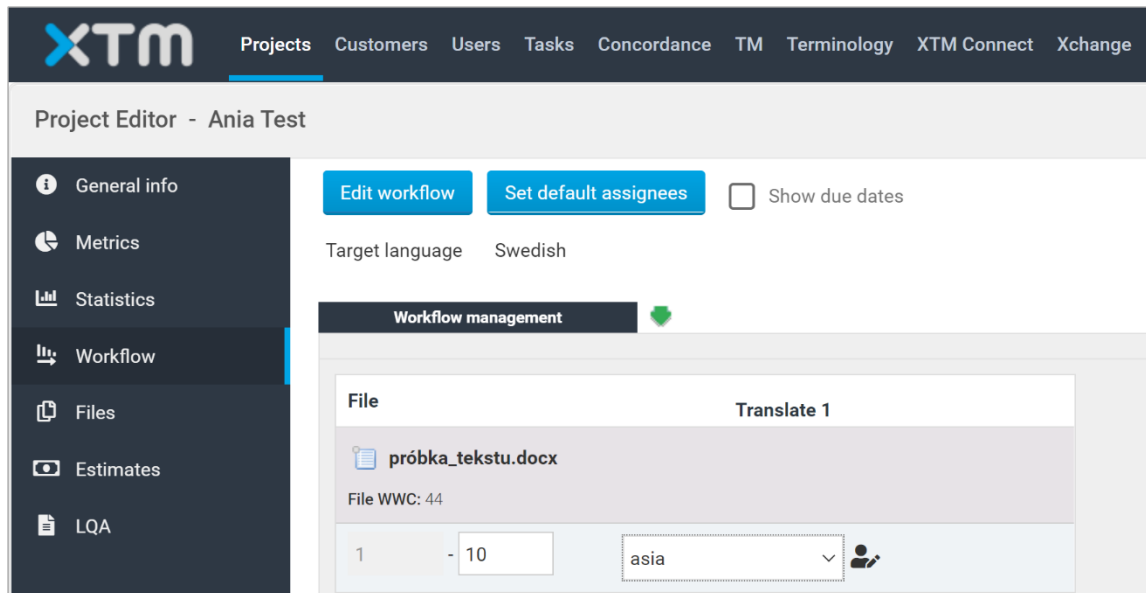 XTM Projects Customers Users Tasks Concordance TM Terminology XTM Connect Xchange
Project Editor - Ania Test
General info
Metrics
Statistics
Workflow
Files
Estimates
LQA
Edit workflow Set default assignees Show due dates
Target language Swedish
Workflow management
File Translate 1
próbka_tekstu.docx
File WWC: 44
1 - 10 asia